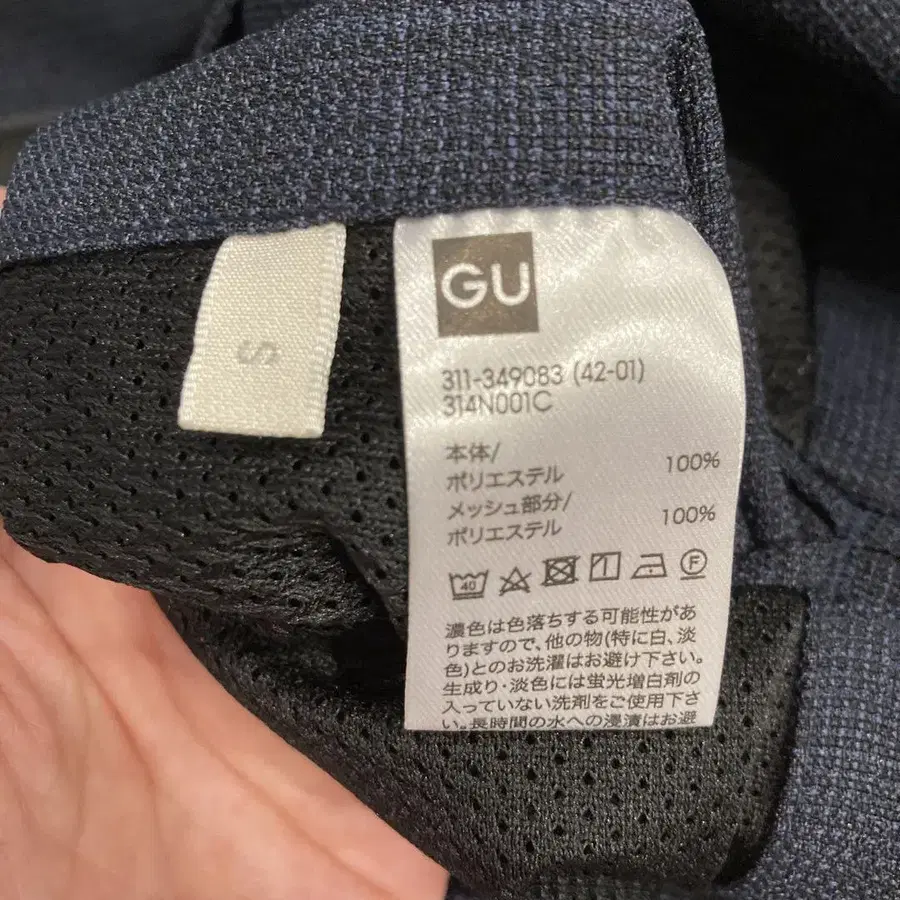 S
GU
311-349083 (42-01)
314N001C
本体/
ポリエステル 100%
メッシュ部分/
ポリエステル 100%
40
F
濃色は色落ちする可能性があ
りますので、他の物(特に白、淡
色)とのお洗濯はお避け下さい。
生成り・淡色には蛍光増白剤の
入っていない洗剤をご使用下さ
い。長時間の水への浸漬はお避